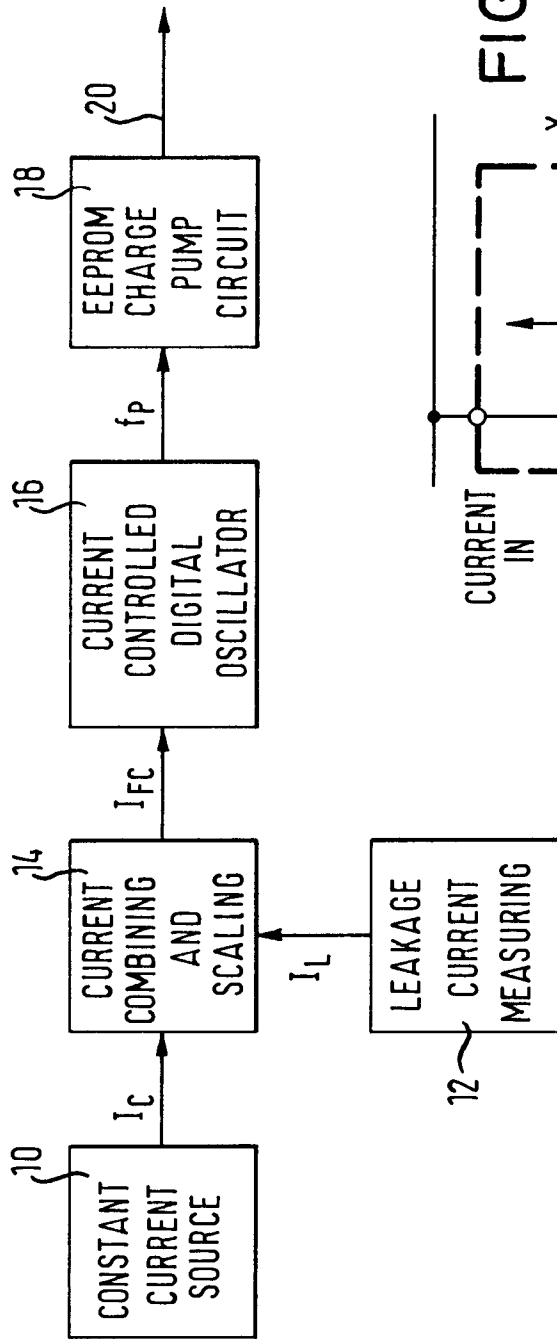 10
CONSTANT
CURRENT
SOURCE
I_C
14
CURRENT
COMBINING
AND
SCALING
I_L
LEAKAGE
CURRENT
MEASURING
12
I_FC
16
CURRENT
CONTROLLED
DIGITAL
OSCILLATOR
f_P
18
EEPROM
CHARGE
PUMP
CIRCUIT
20
CURRENT
IN
FIG